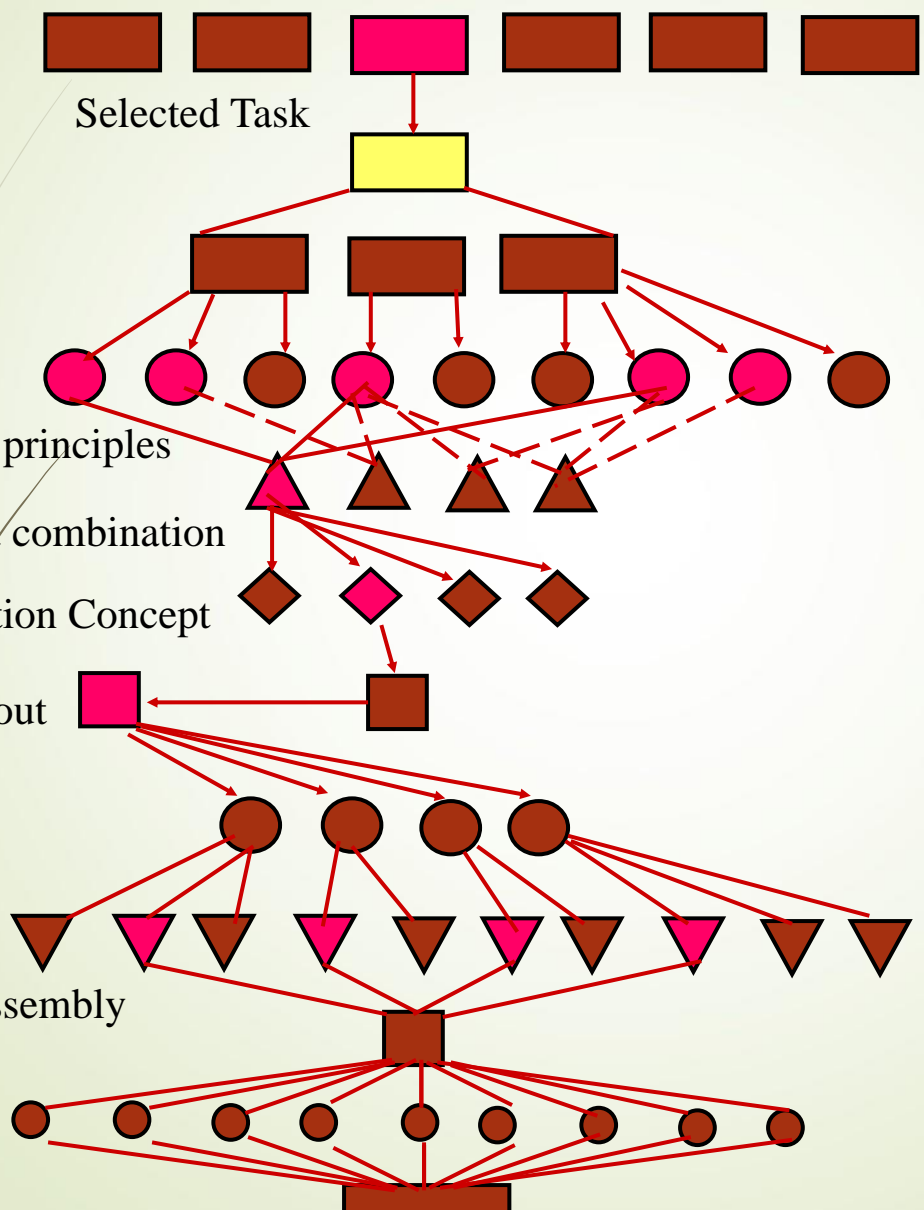 Selected Task
principles
combination
tion Concept
out
ssembly